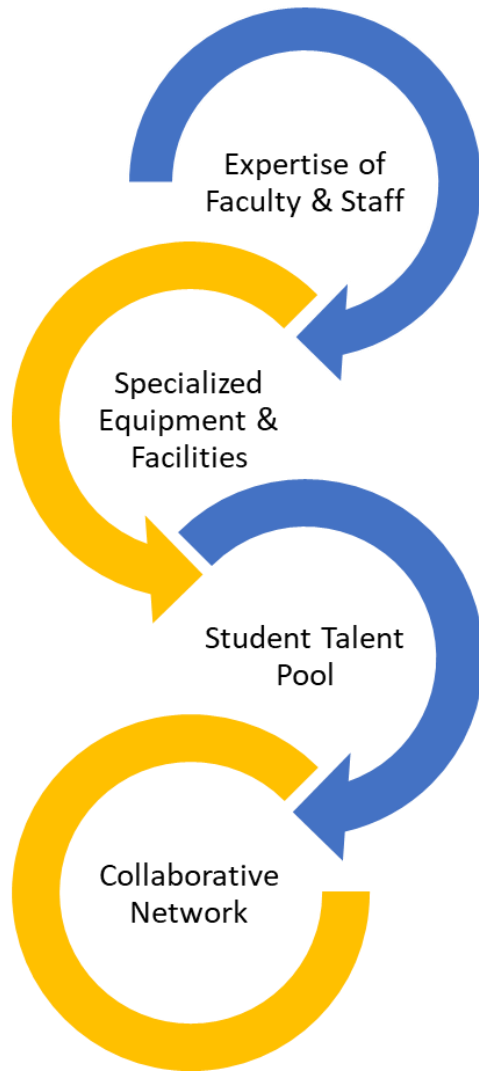 Expertise of
Faculty & Staff
Specialized
Equipment &
Facilities
Student Talent
Pool
Collaborative
Network